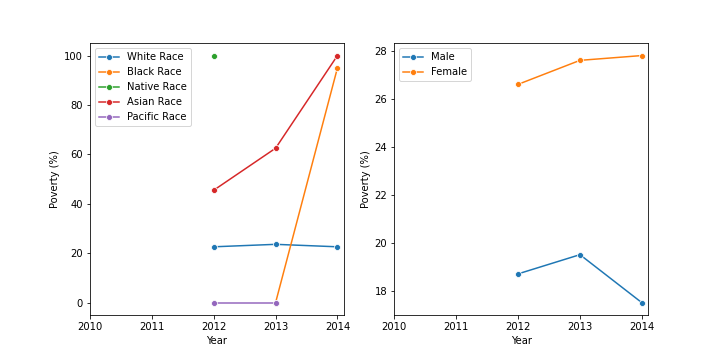 White Race
Black Race
Native Race
Asian Race
Pacific Race
100
80
60
40
20
0
Poverty (%)
2010 2011 2012 2013 2014
Year
Male
Female
28
26
24
22
20
18
Poverty (%)
2010 2011 2012 2013 2014
Year